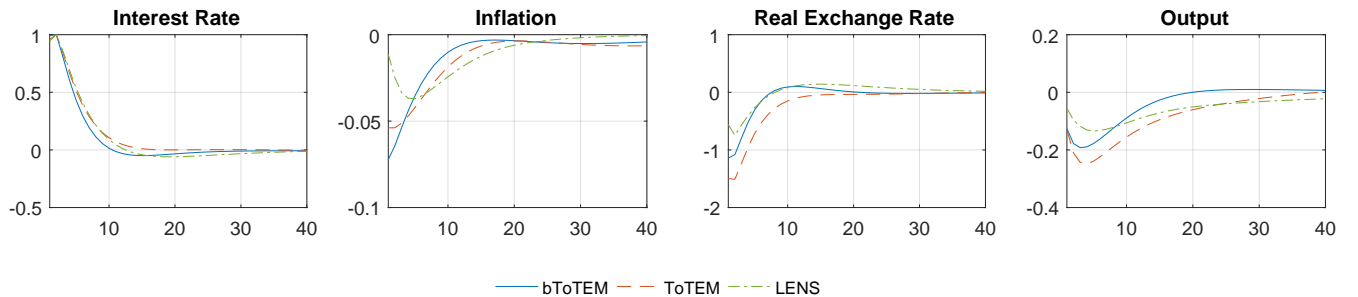 Interest Rate Inflation Real Exchange Rate Output
1 0 1 0.2
0.5 -0.05 0 0
0 -1 -0.2
-0.5 -0.1 -2 -0.4
10 20 30 40 10 20 30 40 10 20 30 40 10 20 30 40
bToTEM ToTEM LENS